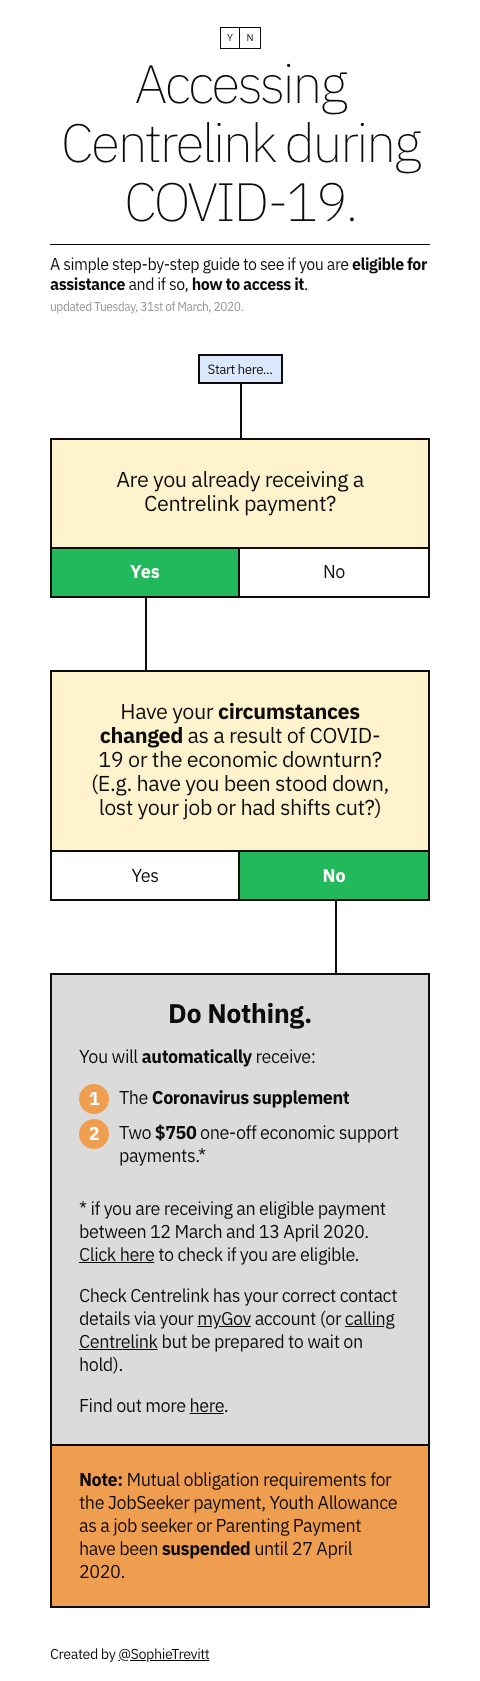 Y N
Accessing
Centrelink during
COVID-19.
A simple step-by-step guide to see if you are eligible for
assistance and if so, how to access it.
updated Tuesday, 31st of March, 2020.
Start here...
Are you already receiving a
Centrelink payment?
Yes No
Have your circumstances
changed as a result of COVID-
19 or the economic downturn?
(E.g. have you been stood down,
lost your job or had shifts cut?)
Yes No
Do Nothing.
You will automatically receive:
1 The Coronavirus supplement
2 Two $750 one-off economic support
payments.*
* if you are receiving an eligible payment
between 12 March and 13 April 2020.
Click here to check if you are eligible.
Check Centrelink has your correct contact
details via your myGov account (or calling
Centrelink but be prepared to wait on
hold).
Find out more here.
Note: Mutual obligation requirements for
the JobSeeker payment, Youth Allowance
as a job seeker or Parenting Payment
have been suspended until 27 April
2020.
Created by @SophieTrevitt